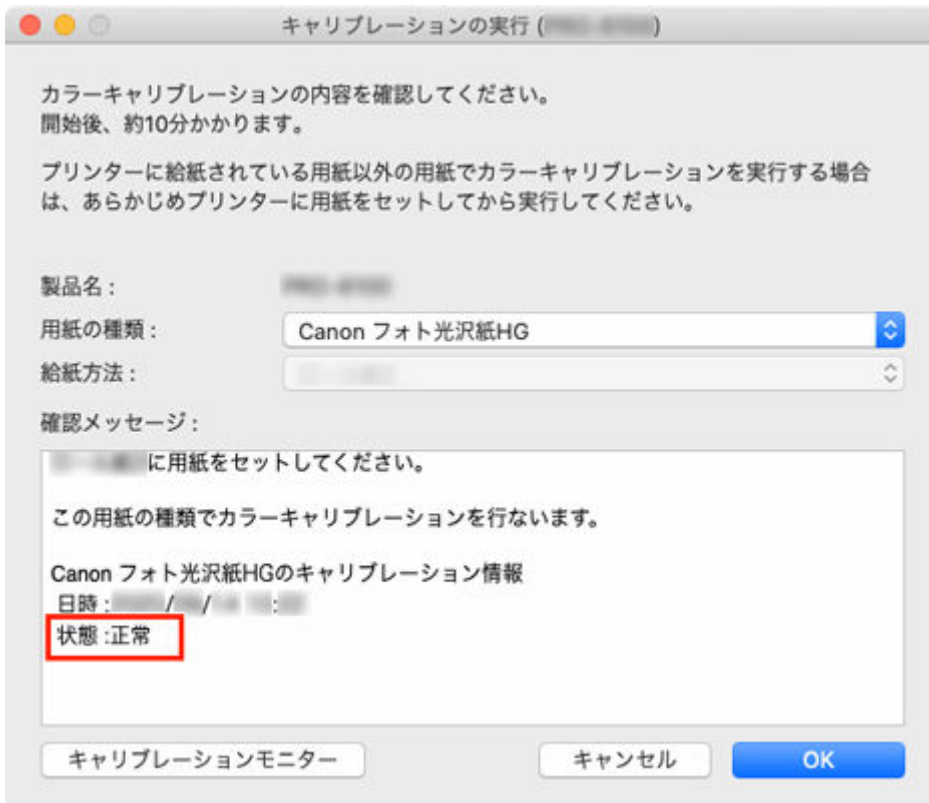 キャリブレーションの実行 ( )
カラーキャリブレーションの内容を確認してください。
開始後、約10分かかります。
プリンターに給紙されている用紙以外の用紙でカラーキャリブレーションを実行する場合
は、あらかじめプリンターに用紙をセットしてから実行してください。
製品名 :
用紙の種類 : Canon フォト光沢紙HG
給紙方法 :
確認メッセージ :
に用紙をセットしてください。
この用紙の種類でカラーキャリブレーションを行ないます。
Canon フォト光沢紙HGのキャリブレーション情報
日時 : / / :
状態 :正常
キャリブレーションモニター キャンセル OK